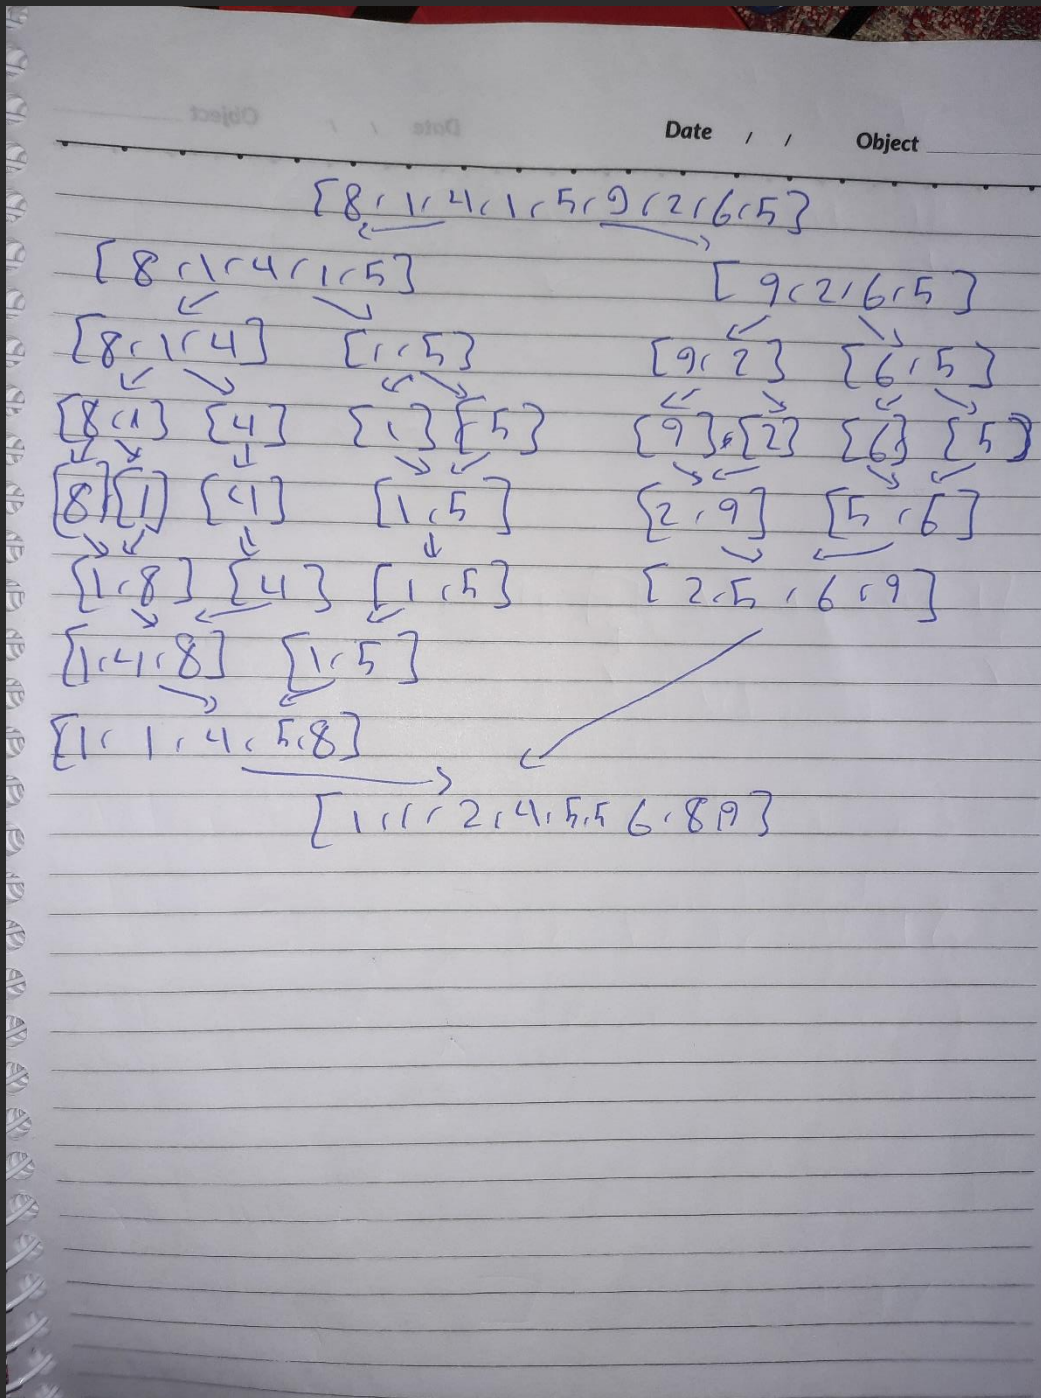 Date / / Object
[8, 1, 4, 1, 5, 9, 2, 6, 5]
[8, 1, 4, 1, 5] [9, 2, 6, 5]
[8, 1, 4] [1, 5] [9, 2] [6, 5]
[8, 1] [4] [1] [5] [9], [2] [6] [5]
[8] [1] [4] [1, 5] [2, 9] [5, 6]
[1, 8] [4] [1, 5] [2, 5, 6, 9]
[1, 4, 8] [1, 5]
[1, 1, 4, 5, 8]
[1, 1, 2, 4, 5, 5 6, 8, 9]